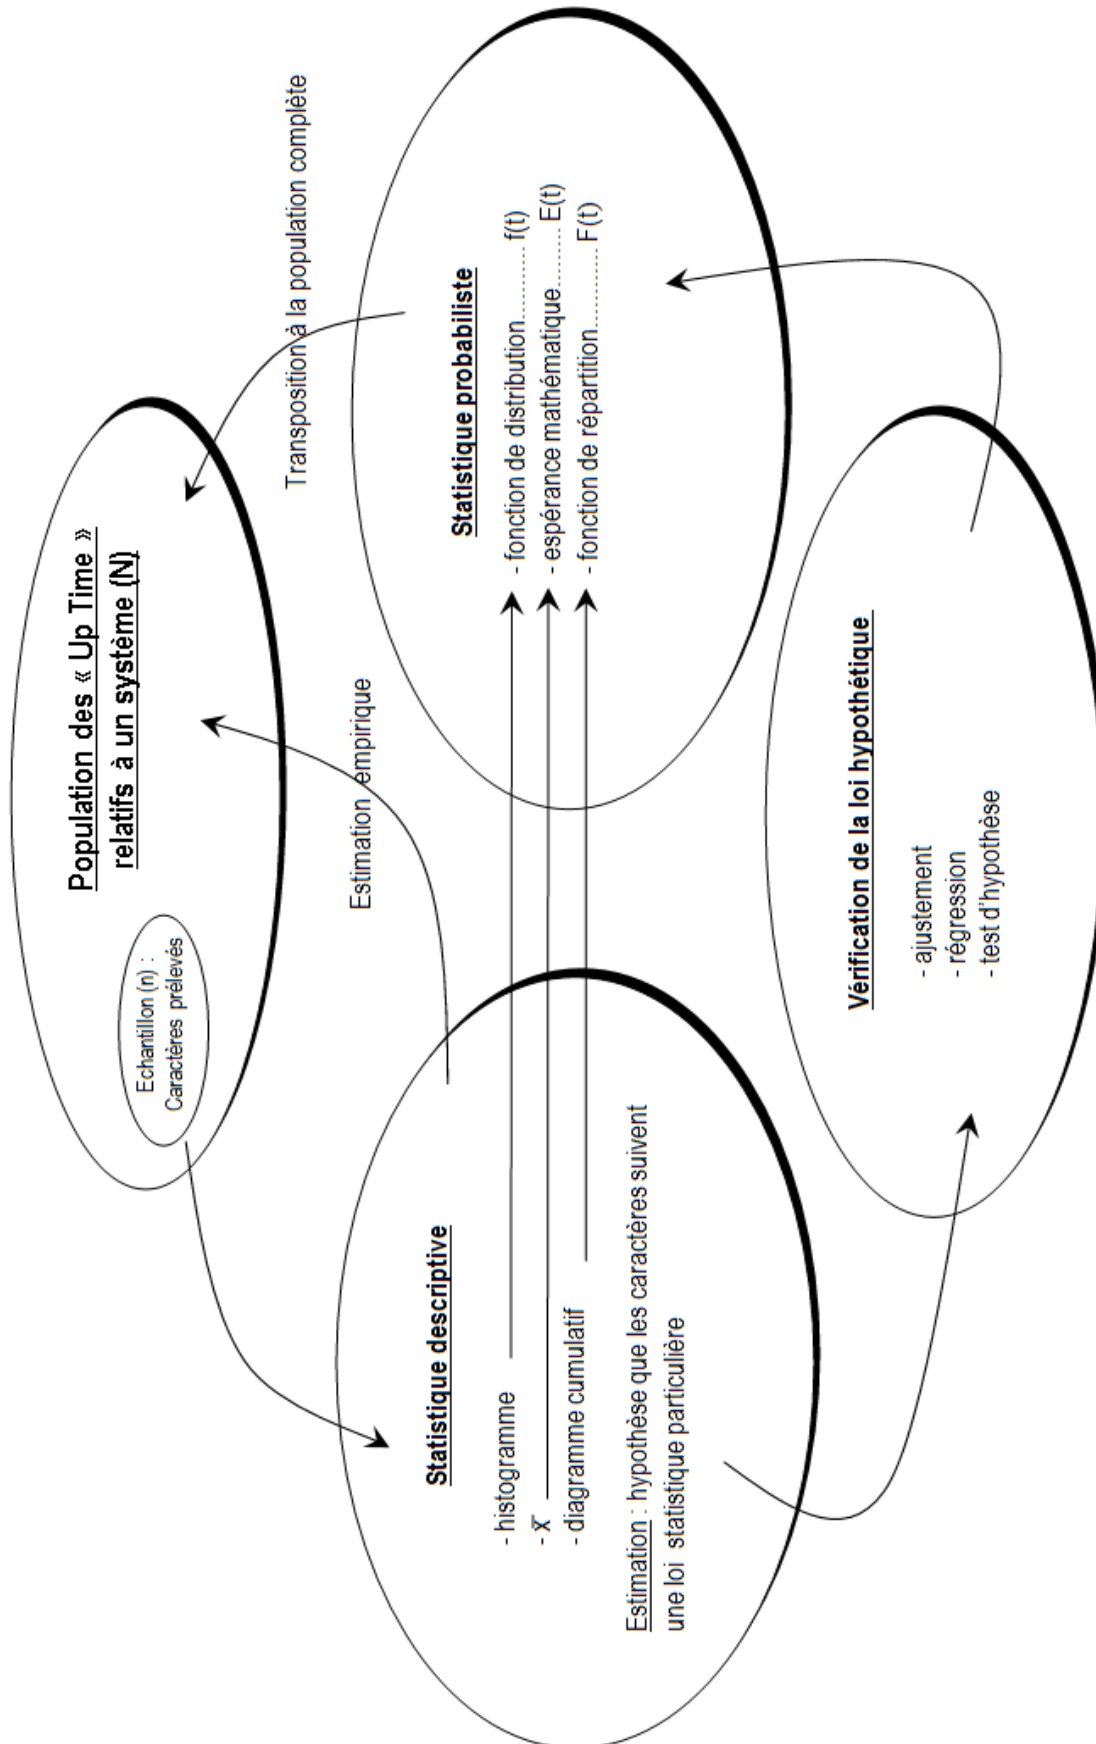 Population des « Up Time »
relatifs à un système (N)
Echantillon (n) :
Caractères prélevés
Estimation empirique
Transposition à la population complète
Statistique descriptive
- histogramme
- x̅
- diagramme cumulatif
Estimation : hypothèse que les caractères suivent
une loi statistique particulière
Statistique probabiliste
- fonction de distribution......... f(t)
- espérance mathématique......... E(t)
- fonction de répartition............ F(t)
Vérification de la loi hypothétique
- ajustement
- régression
- test d'hypothèse